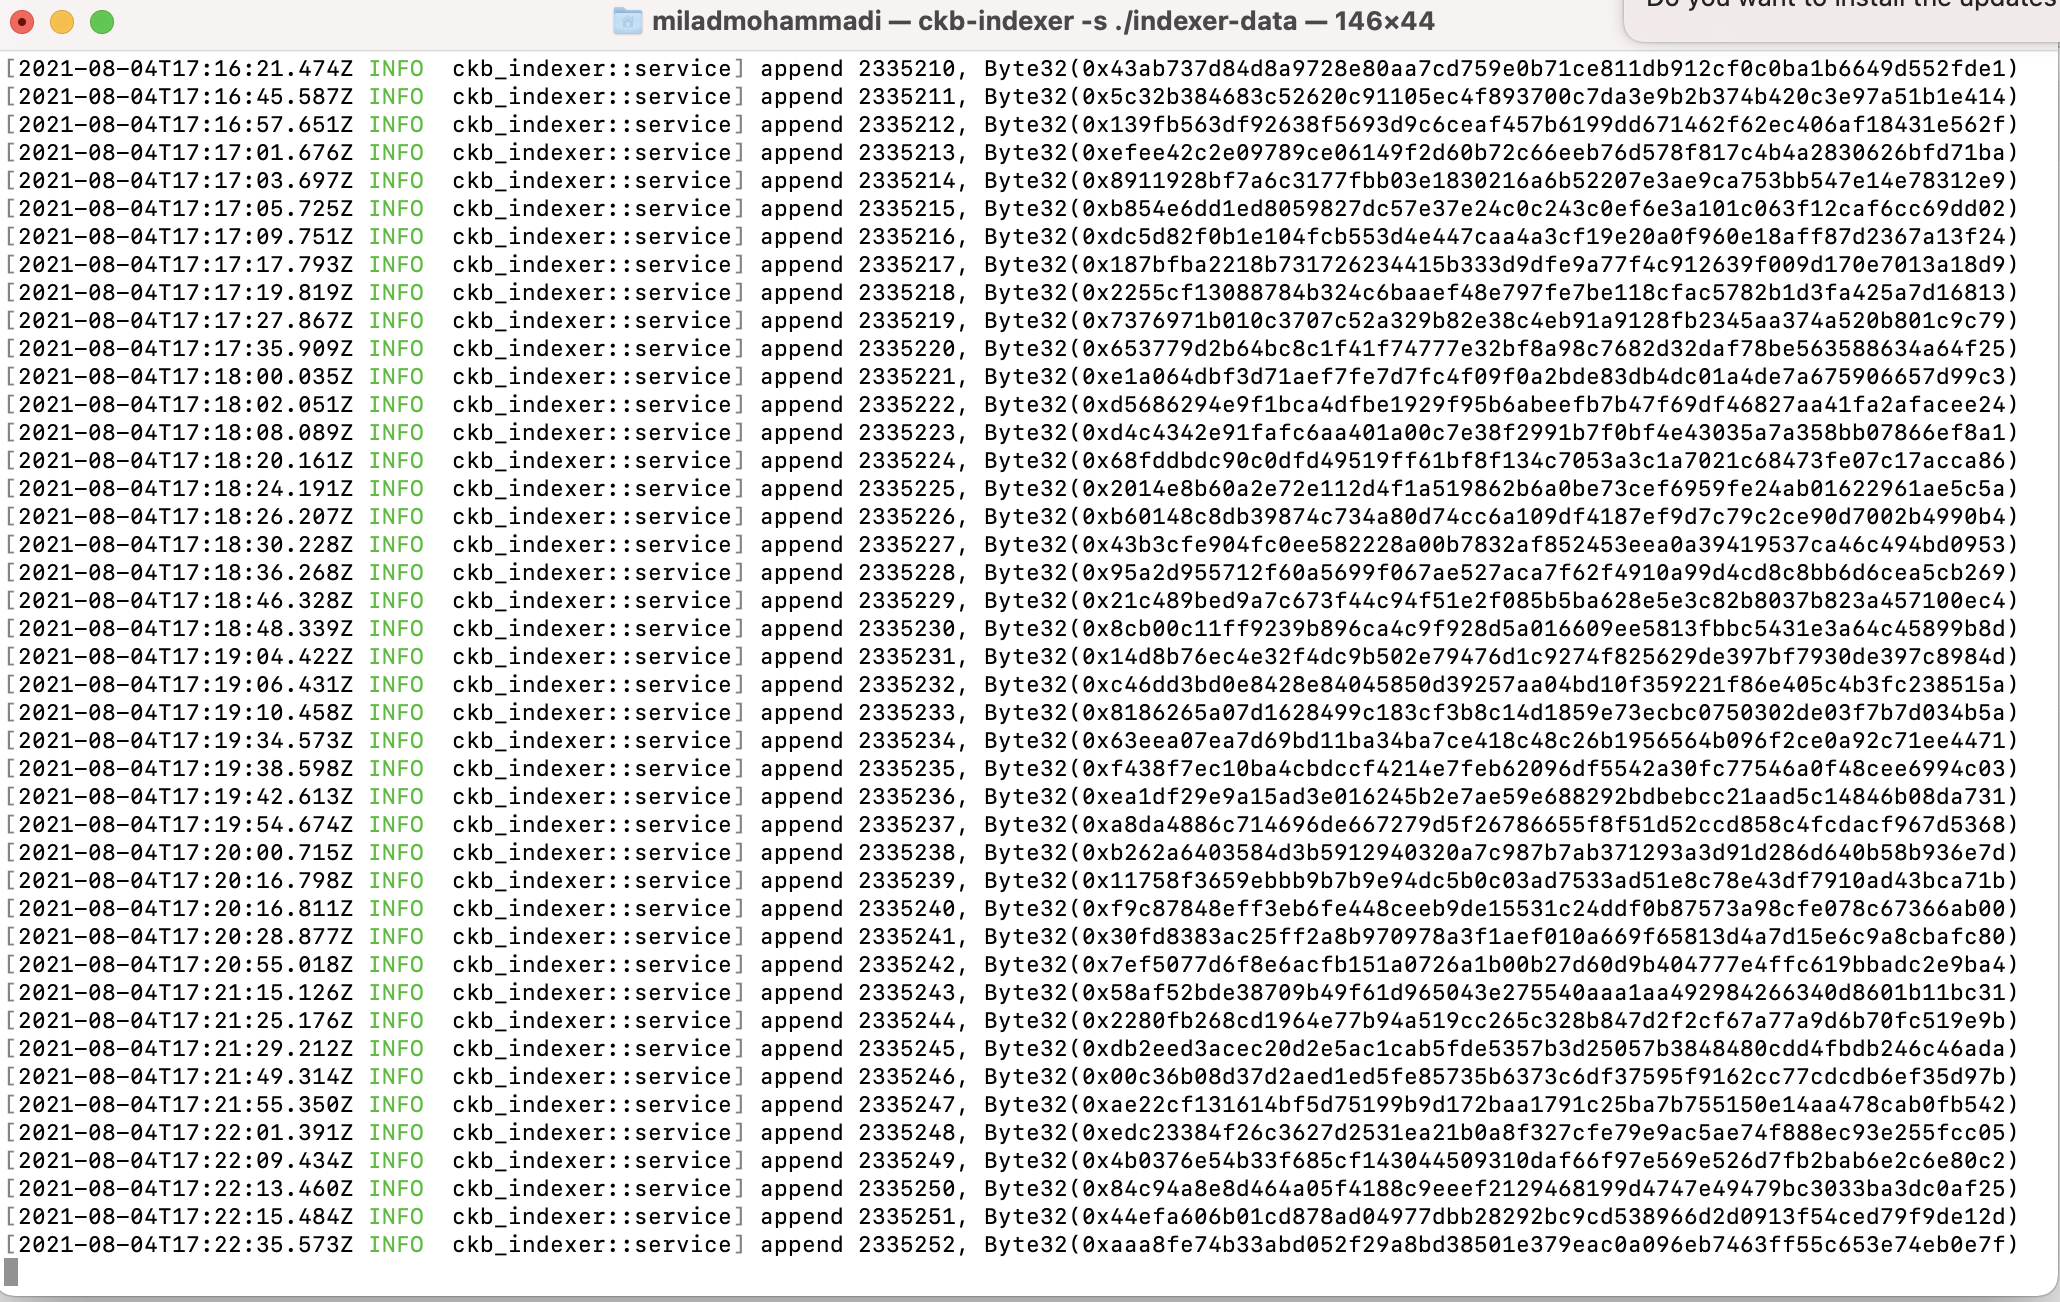 miladmohammadi — ckb-indexer -s ./indexer-data — 146×44
Do you want to install the updates
[2021-08-04T17:16:21.474Z INFO  ckb_indexer::service] append 2335210, Byte32(0x43ab737d84d8a9728e80aa7cd759e0b71ce811db912cf0c0ba1b6649d552fde1)
[2021-08-04T17:16:45.587Z INFO  ckb_indexer::service] append 2335211, Byte32(0x5c32b384683c52620c91105ec4f893700c7da3e9b2b374b420c3e97a51b1e414)
[2021-08-04T17:16:57.651Z INFO  ckb_indexer::service] append 2335212, Byte32(0x139fb563df92638f5693d9c6ceaf457b6199dd671462f62ec406af18431e562f)
[2021-08-04T17:17:01.676Z INFO  ckb_indexer::service] append 2335213, Byte32(0xefee42c2e09789ce06149f2d60b72c66eeb76d578f817c4b4a2830626bfd71ba)
[2021-08-04T17:17:03.697Z INFO  ckb_indexer::service] append 2335214, Byte32(0x8911928bf7a6c3177fbb03e1830216a6b52207e3ae9ca753bb547e14e78312e9)
[2021-08-04T17:17:05.725Z INFO  ckb_indexer::service] append 2335215, Byte32(0xb854e6dd1ed8059827dc57e37e24c0c243c0ef6e3a101c063f12caf6cc69dd02)
[2021-08-04T17:17:09.751Z INFO  ckb_indexer::service] append 2335216, Byte32(0xdc5d82f0b1e104fcb553d4e447caa4a3cf19e20a0f960e18aff87d2367a13f24)
[2021-08-04T17:17:17.793Z INFO  ckb_indexer::service] append 2335217, Byte32(0x187bfba2218b731726234415b333d9dfe9a77f4c912639f009d170e7013a18d9)
[2021-08-04T17:17:19.819Z INFO  ckb_indexer::service] append 2335218, Byte32(0x2255cf13088784b324c6baaef48e797fe7be118cfac5782b1d3fa425a7d16813)
[2021-08-04T17:17:27.867Z INFO  ckb_indexer::service] append 2335219, Byte32(0x7376971b010c3707c52a329b82e38c4eb91a9128fb2345aa374a520b801c9c79)
[2021-08-04T17:17:35.909Z INFO  ckb_indexer::service] append 2335220, Byte32(0x653779d2b64bc8c1f41f74777e32bf8a98c7682d32daf78be563588634a64f25)
[2021-08-04T17:18:00.035Z INFO  ckb_indexer::service] append 2335221, Byte32(0xe1a064dbf3d71aef7fe7d7fc4f09f0a2bde83db4dc01a4de7a675906657d99c3)
[2021-08-04T17:18:02.051Z INFO  ckb_indexer::service] append 2335222, Byte32(0xd5686294e9f1bca4dfbe1929f95b6abeefb7b47f69df46827aa41fa2afacee24)
[2021-08-04T17:18:08.089Z INFO  ckb_indexer::service] append 2335223, Byte32(0xd4c4342e91fafc6aa401a00c7e38f2991b7f0bf4e43035a7a358bb07866ef8a1)
[2021-08-04T17:18:20.161Z INFO  ckb_indexer::service] append 2335224, Byte32(0x68fddbdc90c0dfd49519ff61bf8f134c7053a3c1a7021c68473fe07c17acca86)
[2021-08-04T17:18:24.191Z INFO  ckb_indexer::service] append 2335225, Byte32(0x2014e8b60a2e72e112d4f1a519862b6a0be73cef6959fe24ab01622961ae5c5a)
[2021-08-04T17:18:26.207Z INFO  ckb_indexer::service] append 2335226, Byte32(0xb60148c8db39874c734a80d74cc6a109df4187ef9d7c79c2ce90d7002b4990b4)
[2021-08-04T17:18:30.228Z INFO  ckb_indexer::service] append 2335227, Byte32(0x43b3cfe904fc0ee582228a00b7832af852453eea0a39419537ca46c494bd0953)
[2021-08-04T17:18:36.268Z INFO  ckb_indexer::service] append 2335228, Byte32(0x95a2d955712f60a5699f067ae527aca7f62f4910a99d4cd8c8bb6d6cea5cb269)
[2021-08-04T17:18:46.328Z INFO  ckb_indexer::service] append 2335229, Byte32(0x21c489bed9a7c673f44c94f51e2f085b5ba628e5e3c82b8037b823a457100ec4)
[2021-08-04T17:18:48.339Z INFO  ckb_indexer::service] append 2335230, Byte32(0x8cb00c11ff9239b896ca4c9f928d5a016609ee5813fbbc5431e3a64c45899b8d)
[2021-08-04T17:19:04.422Z INFO  ckb_indexer::service] append 2335231, Byte32(0x14d8b76ec4e32f4dc9b502e79476d1c9274f825629de397bf7930de397c8984d)
[2021-08-04T17:19:06.431Z INFO  ckb_indexer::service] append 2335232, Byte32(0xc46dd3bd0e8428e84045850d39257aa04bd10f359221f86e405c4b3fc238515a)
[2021-08-04T17:19:10.458Z INFO  ckb_indexer::service] append 2335233, Byte32(0x8186265a07d1628499c183cf3b8c14d1859e73ecbc0750302de03f7b7d034b5a)
[2021-08-04T17:19:34.573Z INFO  ckb_indexer::service] append 2335234, Byte32(0x63eea07ea7d69bd11ba34ba7ce418c48c26b1956564b096f2ce0a92c71ee4471)
[2021-08-04T17:19:38.598Z INFO  ckb_indexer::service] append 2335235, Byte32(0xf438f7ec10ba4cbdccf4214e7feb62096df5542a30fc77546a0f48cee6994c03)
[2021-08-04T17:19:42.613Z INFO  ckb_indexer::service] append 2335236, Byte32(0xea1df29e9a15ad3e016245b2e7ae59e688292bdbebcc21aad5c14846b08da731)
[2021-08-04T17:19:54.674Z INFO  ckb_indexer::service] append 2335237, Byte32(0xa8da4886c714696de667279d5f26786655f8f51d52ccd858c4fcdacf967d5368)
[2021-08-04T17:20:00.715Z INFO  ckb_indexer::service] append 2335238, Byte32(0xb262a6403584d3b5912940320a7c987b7ab371293a3d91d286d640b58b936e7d)
[2021-08-04T17:20:16.798Z INFO  ckb_indexer::service] append 2335239, Byte32(0x11758f3659ebbb9b7b9e94dc5b0c03ad7533ad51e8c78e43df7910ad43bca71b)
[2021-08-04T17:20:16.811Z INFO  ckb_indexer::service] append 2335240, Byte32(0xf9c87848eff3eb6fe448ceeb9de15531c24ddf0b87573a98cfe078c67366ab00)
[2021-08-04T17:20:28.877Z INFO  ckb_indexer::service] append 2335241, Byte32(0x30fd8383ac25ff2a8b970978a3f1aef010a669f65813d4a7d15e6c9a8cbafc80)
[2021-08-04T17:20:55.018Z INFO  ckb_indexer::service] append 2335242, Byte32(0x7ef5077d6f8e6acfb151a0726a1b00b27d60d9b404777e4ffc619bbadc2e9ba4)
[2021-08-04T17:21:15.126Z INFO  ckb_indexer::service] append 2335243, Byte32(0x58af52bde38709b49f61d965043e275540aaa1aa492984266340d8601b11bc31)
[2021-08-04T17:21:25.176Z INFO  ckb_indexer::service] append 2335244, Byte32(0x2280fb268cd1964e77b94a519cc265c328b847d2f2cf67a77a9d6b70fc519e9b)
[2021-08-04T17:21:29.212Z INFO  ckb_indexer::service] append 2335245, Byte32(0xdb2eed3acec20d2e5ac1cab5fde5357b3d25057b3848480cdd4fbdb246c46ada)
[2021-08-04T17:21:49.314Z INFO  ckb_indexer::service] append 2335246, Byte32(0x00c36b08d37d2aed1ed5fe85735b6373c6df37595f9162cc77cdcdb6ef35d97b)
[2021-08-04T17:21:55.350Z INFO  ckb_indexer::service] append 2335247, Byte32(0xae22cf131614bf5d75199b9d172baa1791c25ba7b755150e14aa478cab0fb542)
[2021-08-04T17:22:01.391Z INFO  ckb_indexer::service] append 2335248, Byte32(0xedc23384f26c3627d2531ea21b0a8f327cfe79e9ac5ae74f888ec93e255fcc05)
[2021-08-04T17:22:09.434Z INFO  ckb_indexer::service] append 2335249, Byte32(0x4b0376e54b33f685cf143044509310daf66f97e569e526d7fb2bab6e2c6e80c2)
[2021-08-04T17:22:13.460Z INFO  ckb_indexer::service] append 2335250, Byte32(0x84c94a8e8d464a05f4188c9eeef2129468199d4747e49479bc3033ba3dc0af25)
[2021-08-04T17:22:15.484Z INFO  ckb_indexer::service] append 2335251, Byte32(0x44efa606b01cd878ad04977dbb28292bc9cd538966d2d0913f54ced79f9de12d)
[2021-08-04T17:22:35.573Z INFO  ckb_indexer::service] append 2335252, Byte32(0xaaa8fe74b33abd052f29a8bd38501e379eac0a096eb7463ff55c653e74eb0e7f)